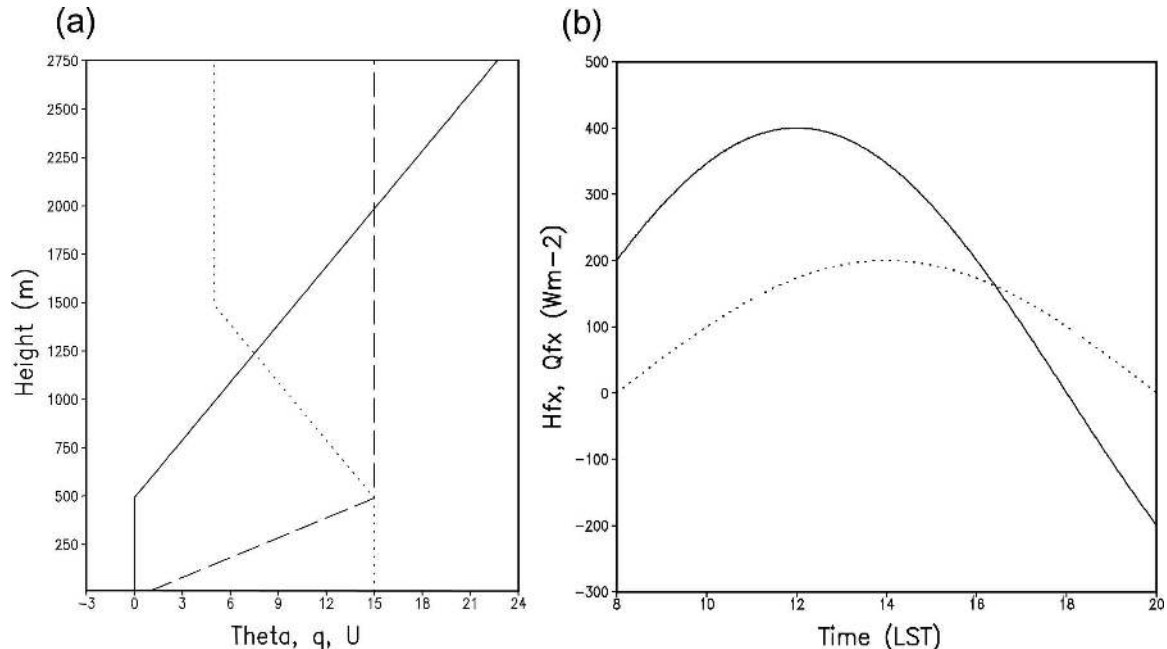 (a)
2750
2500
2250
2000
1750
1500
1250
1000
750
500
250
Height (m)
-3 0 3 6 9 12 15 18 21 24
Theta, q, U
(b)
500
400
300
200
100
0
-100
-200
-300
Hfx, Qfx (Wm-2)
8 10 12 14 16 18 20
Time (LST)